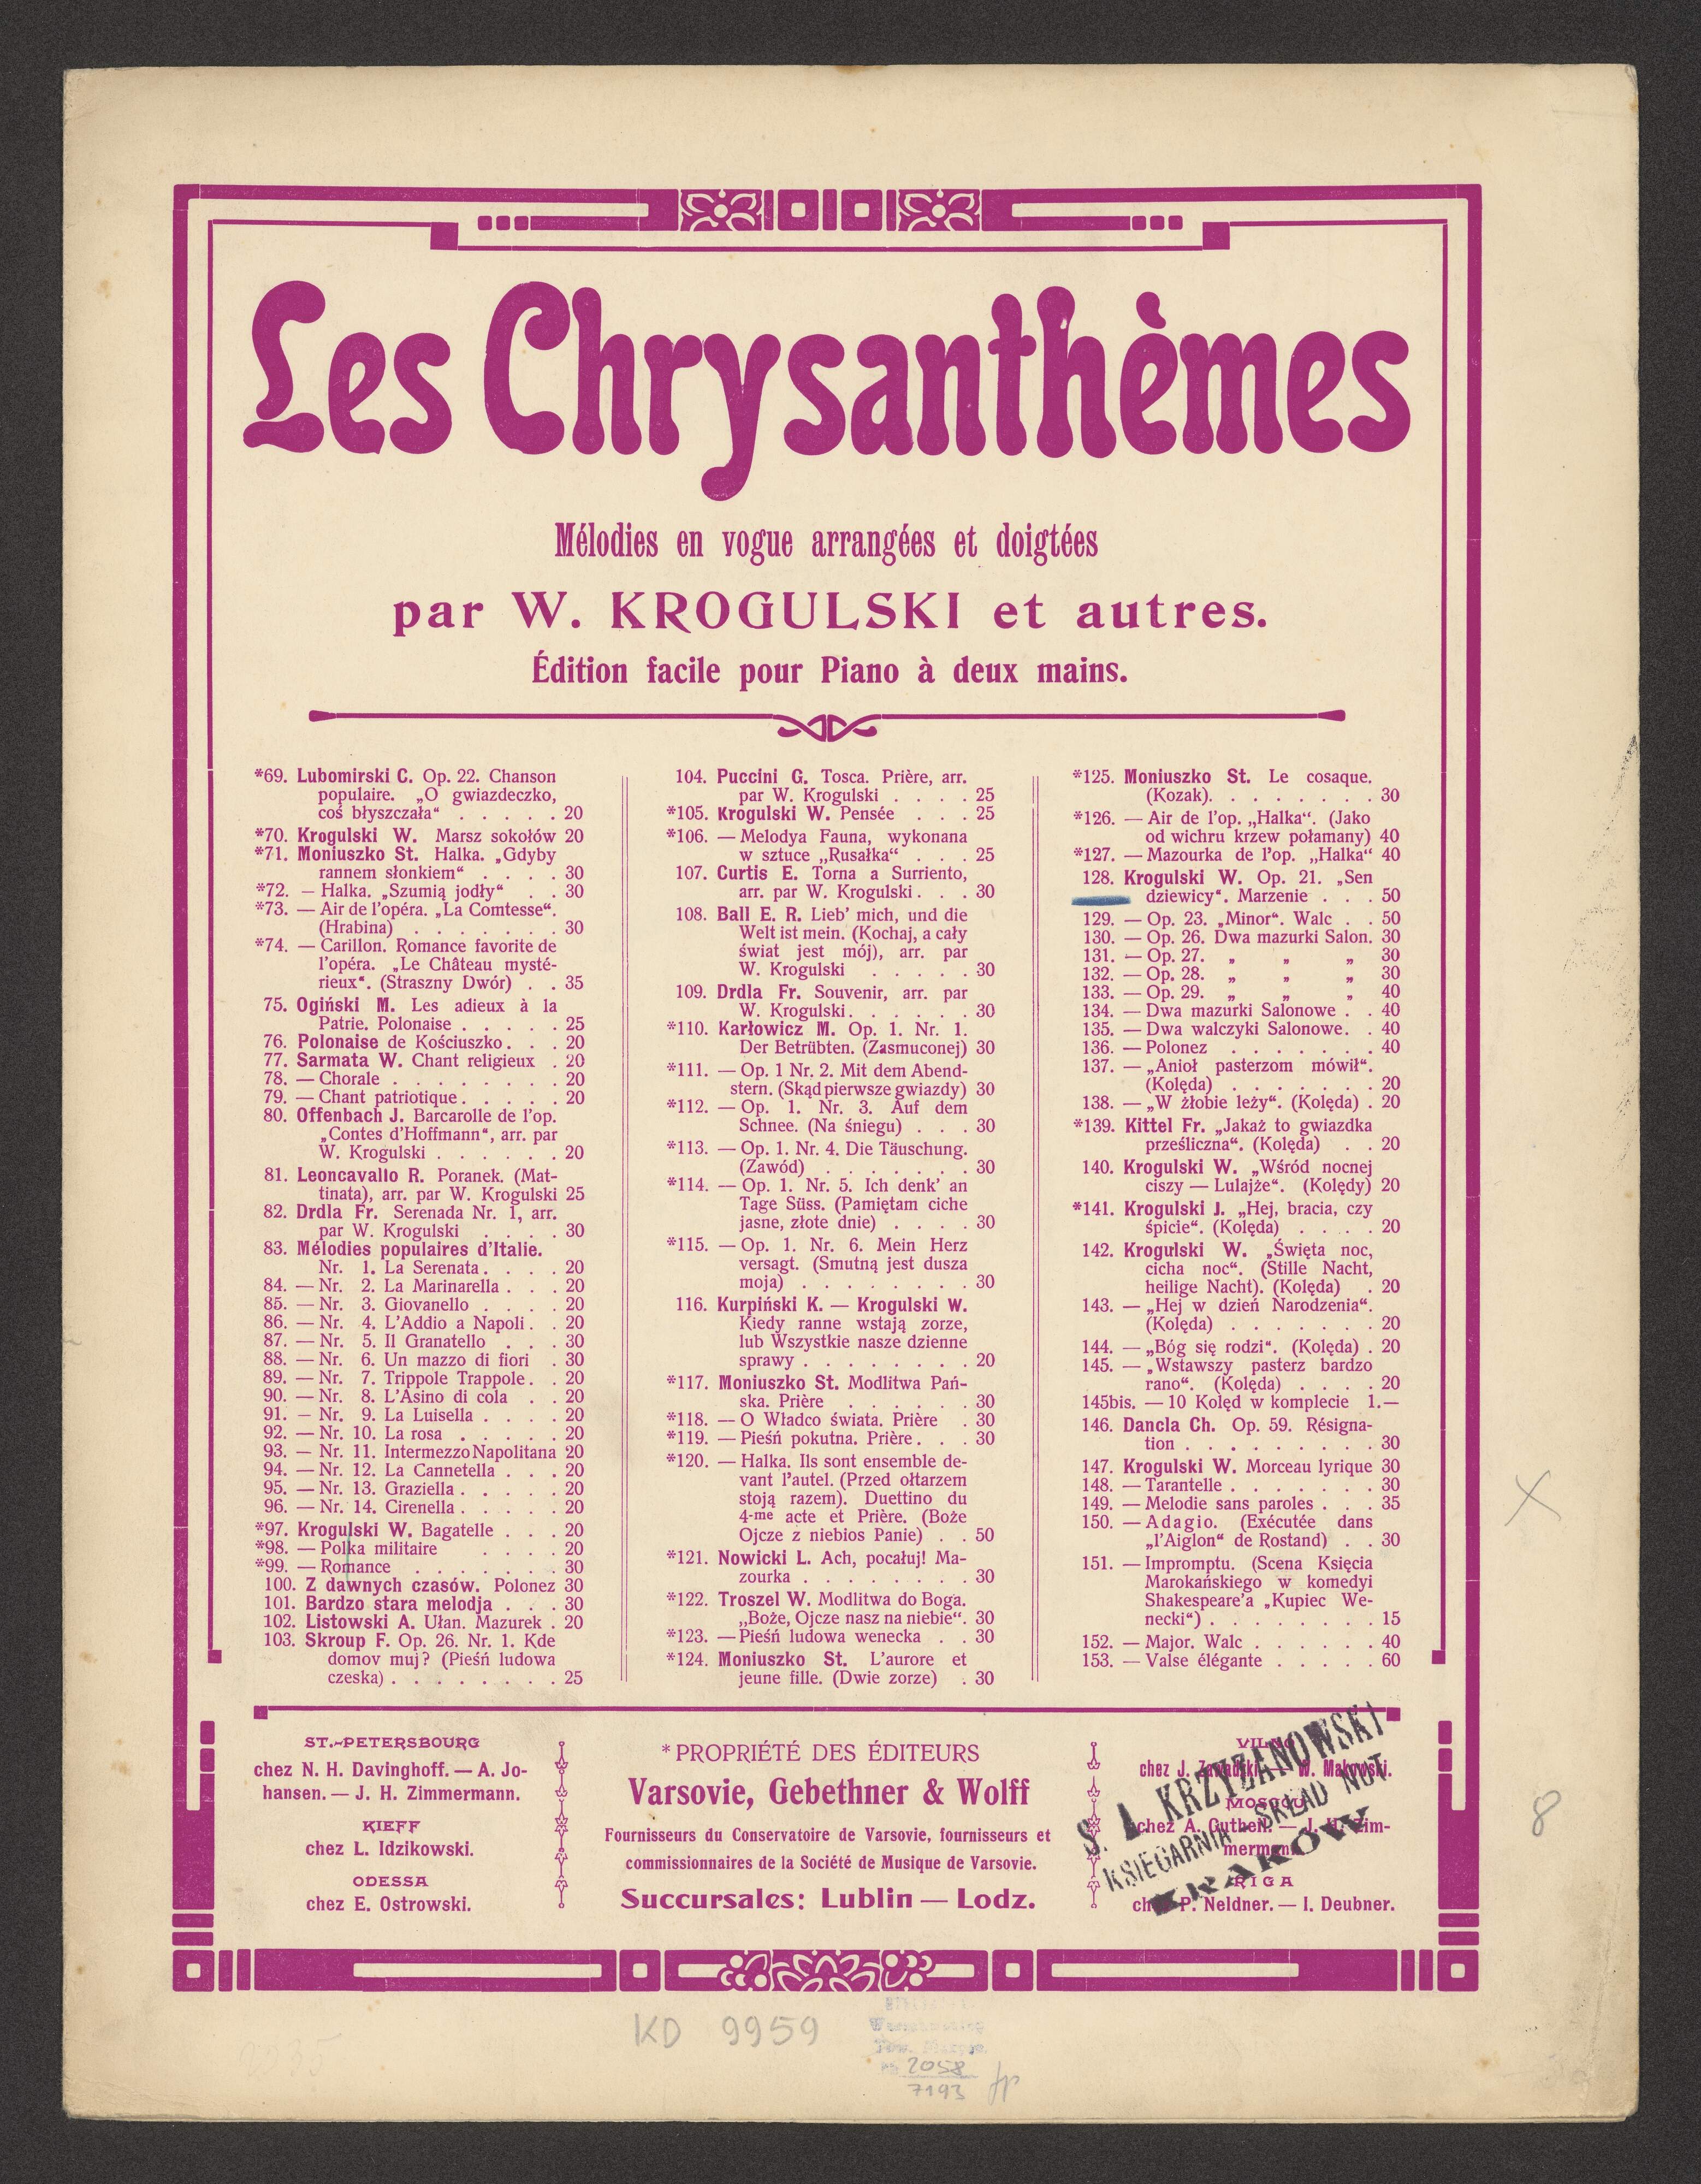 Les Chrysanthèmes
Mélodies en vogue arrangées et doigtées
par W. KROGULSKI et autres.
Édition facile pour Piano à deux mains.
*69. Lubomirski C. Op. 22. Chanson
populaire. „O gwiazdeczko,
coś błyszczała“ . . . . . 20
*70. Krogulski W. Marsz sokołów 20
*71. Moniuszko St. Halka. „Gdyby
rannem słonkiem“ . . . . 30
*72. — Halka. „Szumią jodły“ . . 30
*73. — Air de l'opéra. „La Comtesse“.
(Hrabina) . . . . . . . 30
*74. — Carillon. Romance favorite de
l'opéra. „Le Château mysté-
rieux“. (Straszny Dwór) . . 35
75. Ogiński M. Les adieux à la
Patrie. Polonaise . . . . . 25
76. Polonaise de Kościuszko . . . 20
77. Sarmata W. Chant religieux . 20
78. — Chorale . . . . . . . . 20
79. — Chant patriotique . . . . . 20
80. Offenbach J. Barcarolle de l'op.
„Contes d'Hoffmann“, arr. par
W. Krogulski . . . . . . 20
81. Leoncavallo R. Poranek. (Mat-
tinata), arr. par W. Krogulski 25
82. Drdla Fr. Serenada Nr. 1, arr.
par W. Krogulski . . . . 30
83. Mélodies populaires d'Italie.
Nr. 1. La Serenata . . . . 20
84. — Nr. 2. La Marinarella . . . 20
85. — Nr. 3. Giovanello . . . . 20
86. — Nr. 4. L'Addio a Napoli . . 20
87. — Nr. 5. Il Granatello . . . 30
88. — Nr. 6. Un mazzo di fiori . 30
89. — Nr. 7. Trippole Trappole . . 20
90. — Nr. 8. L'Asino di cola . . 20
91. — Nr. 9. La Luisella . . . . 20
92. — Nr. 10. La rosa . . . . . 20
93. — Nr. 11. Intermezzo Napolitana 20
94. — Nr. 12. La Cannetella . . . 20
95. — Nr. 13. Graziella . . . . . 20
96. — Nr. 14. Cirenella . . . . . 20
*97. Krogulski W. Bagatelle . . . 20
*98. — Polka militaire . . . . 20
*99. — Romance . . . . . . . 30
100. Z dawnych czasów. Polonez 30
101. Bardzo stara melodja . . . 30
102. Listowski A. Ułan. Mazurek . 20
103. Skroup F. Op. 26. Nr. 1. Kde
domov muj? (Pieśń ludowa
czeska) . . . . . . . . 25
104. Puccini G. Tosca. Prière, arr.
par W. Krogulski . . . . 25
*105. Krogulski W. Pensée . . . 25
*106. — Melodya Fauna, wykonana
w sztuce „Rusałka“ . . . 25
107. Curtis E. Torna a Surriento,
arr. par W. Krogulski . . . 30
108. Ball E. R. Lieb' mich, und die
Welt ist mein. (Kochaj, a cały
świat jest mój), arr. par
W. Krogulski . . . . . 30
109. Drdla Fr. Souvenir, arr. par
W. Krogulski . . . . . . 30
*110. Karłowicz M. Op. 1. Nr. 1.
Der Betrübten. (Zasmuconej) 30
*111. — Op. 1 Nr. 2. Mit dem Abend-
stern. (Skąd pierwsze gwiazdy) 30
*112. — Op. 1. Nr. 3. Auf dem
Schnee. (Na śniegu) . . . 30
*113. — Op. 1. Nr. 4. Die Täuschung.
(Zawód) . . . . . . . 30
*114. — Op. 1. Nr. 5. Ich denk' an
Tage Süss. (Pamiętam ciche
jasne, złote dnie) . . . . 30
*115. — Op. 1. Nr. 6. Mein Herz
versagt. (Smutną jest dusza
moja) . . . . . . . . 30
116. Kurpiński K. — Krogulski W.
Kiedy ranne wstają zorze,
lub Wszystkie nasze dzienne
sprawy . . . . . . . . 20
*117. Moniuszko St. Modlitwa Pań-
ska. Prière . . . . . . 30
*118. — O Władco świata. Prière . 30
*119. — Pieśń pokutna. Prière . . . 30
*120. — Halka. Ils sont ensemble de-
vant l'autel. (Przed ołtarzem
stoją razem). Duettino du
4-me acte et Prière. (Boże
Ojcze z niebios Panie) . . 50
*121. Nowicki L. Ach, pocałuj! Ma-
zourka . . . . . . . . 30
*122. Troszel W. Modlitwa do Boga.
„Boże, Ojcze nasz na niebie“. 30
*123. — Pieśń ludowa wenecka . . 30
*124. Moniuszko St. L'aurore et
jeune fille. (Dwie zorze) . 30
*125. Moniuszko St. Le cosaque.
(Kozak). . . . . . . . 30
*126. — Air de l'op. „Halka“. (Jako
od wichru krzew połamany) 40
*127. — Mazourka de l'op. „Halka“ 40
128. Krogulski W. Op. 21. „Sen
dziewicy“. Marzenie . . . 50
129. — Op. 23. „Minor“. Walc . . 50
130. — Op. 26. Dwa mazurki Salon. 30
131. — Op. 27. „ „ „ 30
132. — Op. 28. „ „ „ 30
133. — Op. 29. „ „ „ 40
134. — Dwa mazurki Salonowe . . 40
135. — Dwa walczyki Salonowe. . 40
136. — Polonez . . . . . . . 40
137. — „Anioł pasterzom mówił“.
(Kolęda) . . . . . . . 20
138. — „W żłobie leży“. (Kolęda) . 20
*139. Kittel Fr. „Jakaż to gwiazdka
prześliczna“. (Kolęda) . . 20
140. Krogulski W. „Wśród nocnej
ciszy — Lulajże“. (Kolędy) 20
*141. Krogulski J. „Hej, bracia, czy
śpicie“. (Kolęda) . . . . 20
142. Krogulski W. „Święta noc,
cicha noc“. (Stille Nacht,
heilige Nacht). (Kolęda) . 20
143. — „Hej w dzień Narodzenia“.
(Kolęda) . . . . . . . 20
144. — „Bóg się rodzi“. (Kolęda) . 20
145. — „Wstawszy pasterz bardzo
rano“. (Kolęda) . . . . 20
145bis. — 10 Kolęd w komplecie 1.—
146. Dancla Ch. Op. 59. Résigna-
tion . . . . . . . . . 30
147. Krogulski W. Morceau lyrique 30
148. — Tarantelle . . . . . . . 30
149. — Melodie sans paroles . . . 35
150. — Adagio. (Exécutée dans
„l'Aiglon“ de Rostand) . . 30
151. — Impromptu. (Scena Księcia
Marokańskiego w komedyi
Shakespeare'a „Kupiec We-
necki“) . . . . . . . . 15
152. — Major. Walc . . . . . . 40
153. — Valse élégante . . . . . 60
ST.-PETERSBOURG
chez N. H. Davinghoff. — A. Jo-
hansen. — J. H. Zimmermann.
KIEFF
chez L. Idzikowski.
ODESSA
chez E. Ostrowski.
* PROPRIÉTÉ DES ÉDITEURS
Varsovie, Gebethner & Wolff
Fournisseurs du Conservatoire de Varsovie, fournisseurs et
commissionnaires de la Société de Musique de Varsovie.
Succursales: Lublin — Lodz.
VILNO
chez J. Zawadzki. — W. Makowski.
MOSCOU
chez A. Gutheil. — J. H. Zim-
mermann.
RIGA
chez P. Neldner. — I. Deubner.
S. A. KRZYŻANOWSKI
KSIĘGARNIA - SKŁAD NUT
KRAKÓW
8
KD 9959
2058
7193